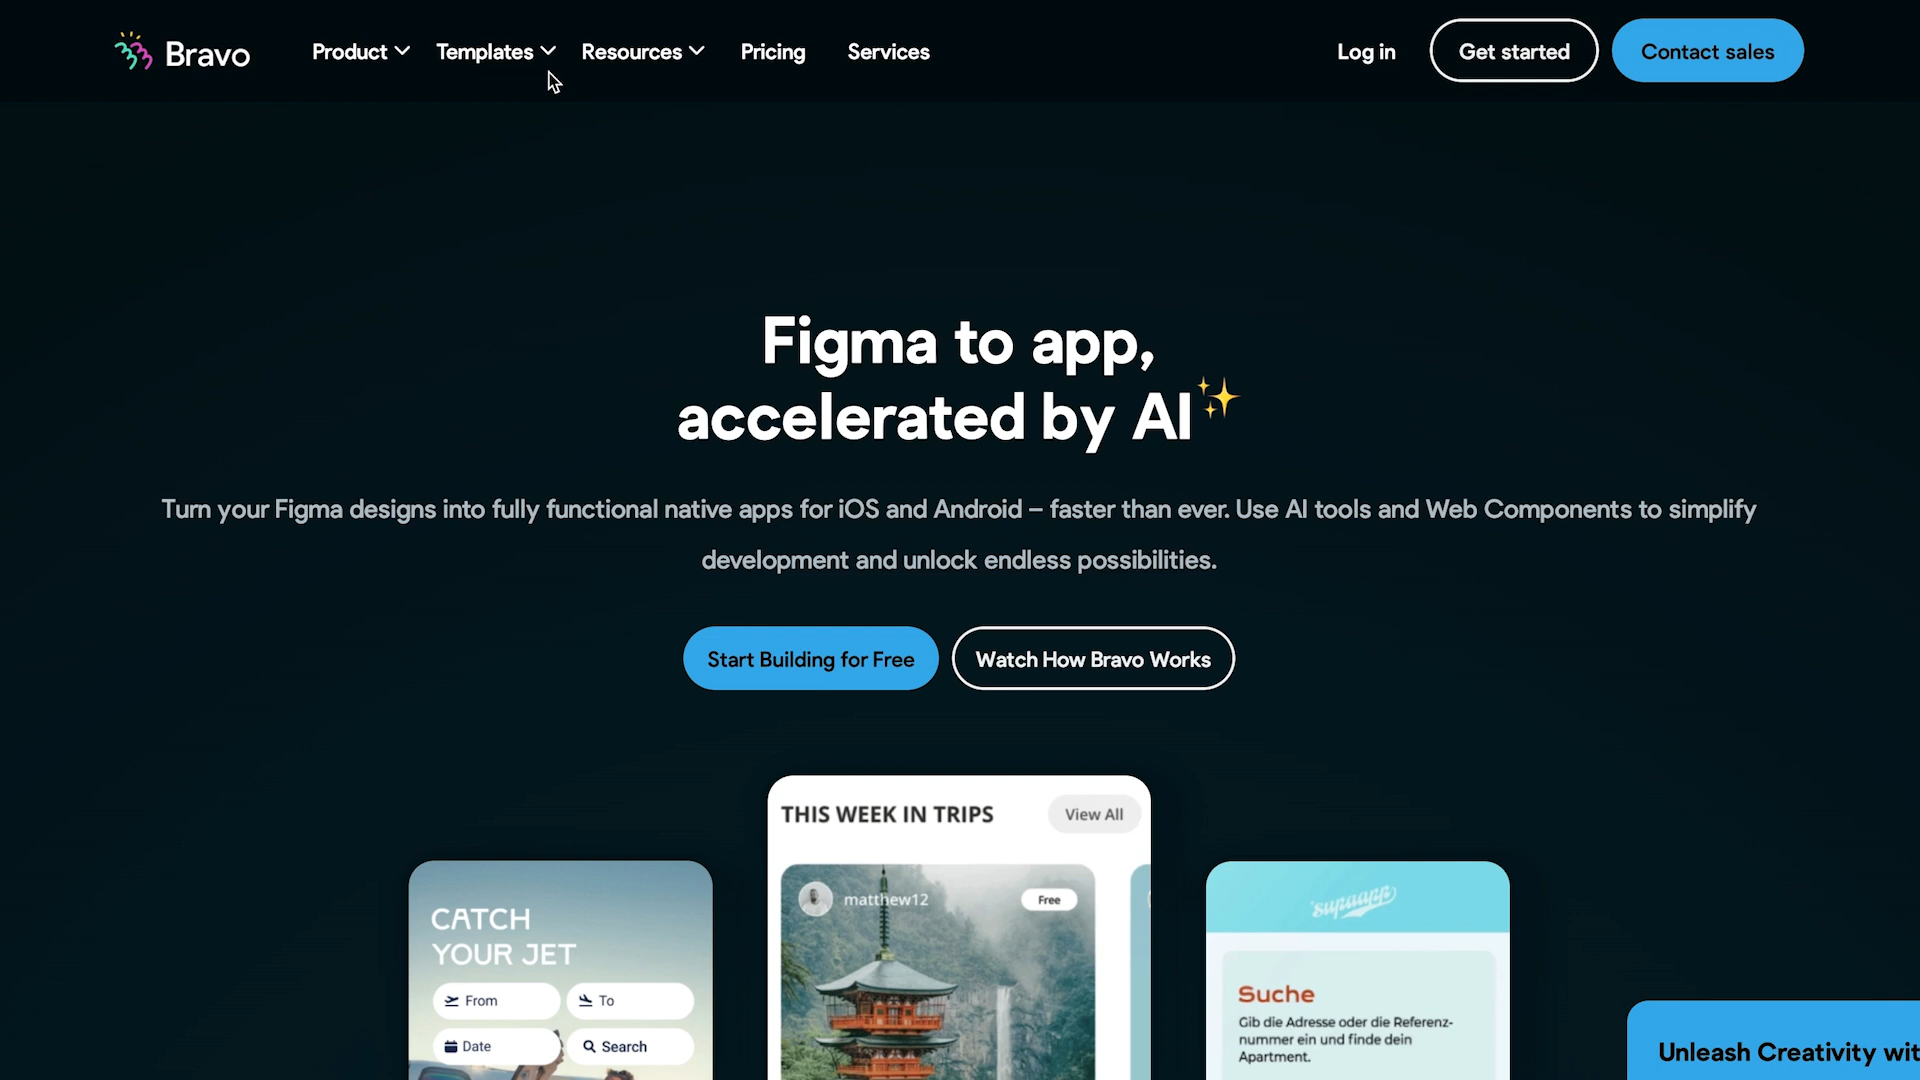 Bravo
Product
Templates
Resources
Pricing
Services
Log in
Get started
Contact sales
Figma to app,
accelerated by AI
Turn your Figma designs into fully functional native apps for iOS and Android – faster than ever. Use AI tools and Web Components to simplify
development and unlock endless possibilities.
Start Building for Free
Watch How Bravo Works
THIS WEEK IN TRIPS
View All
matthew12
Free
CATCH
YOUR JET
From
To
Date
Search
supaapp
Suche
Gib die Adresse oder die Referenz-
nummer ein und finde dein
Apartment.
Unleash Creativity wit